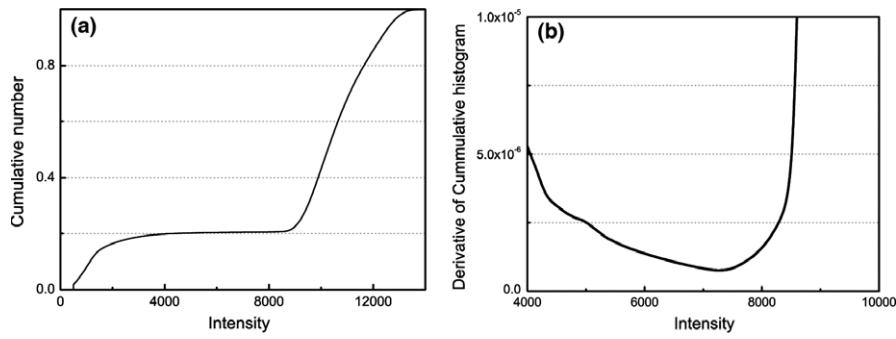 (a)
Cumulative number
0.8
0.4
0.0
0
4000
8000
12000
Intensity
(b)
Derivative of Cummulative histogram
1.0x10⁻⁵
5.0x10⁻⁶
0.0
4000
6000
8000
10000
Intensity